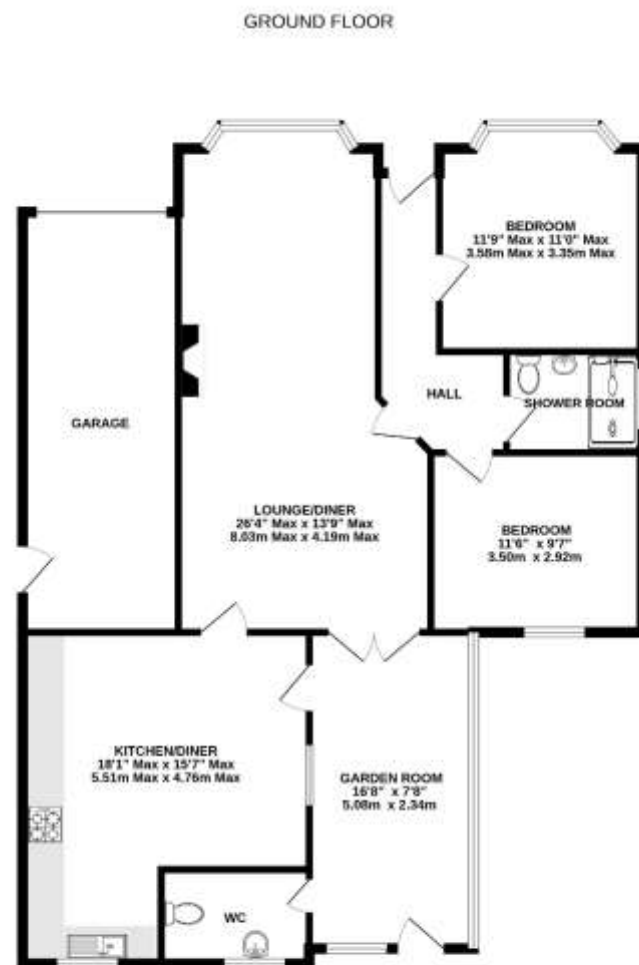 GROUND FLOOR
BEDROOM
11'9" Max x 11'0" Max
3.58m Max x 3.35m Max
HALL
SHOWER ROOM
GARAGE
LOUNGE/DINER
26'4" Max x 13'9" Max
8.03m Max x 4.19m Max
BEDROOM
11'6" x 9'7"
3.50m x 2.92m
KITCHEN/DINER
18'1" Max x 15'7" Max
5.51m Max x 4.76m Max
GARDEN ROOM
16'8" x 7'8"
5.08m x 2.34m
WC